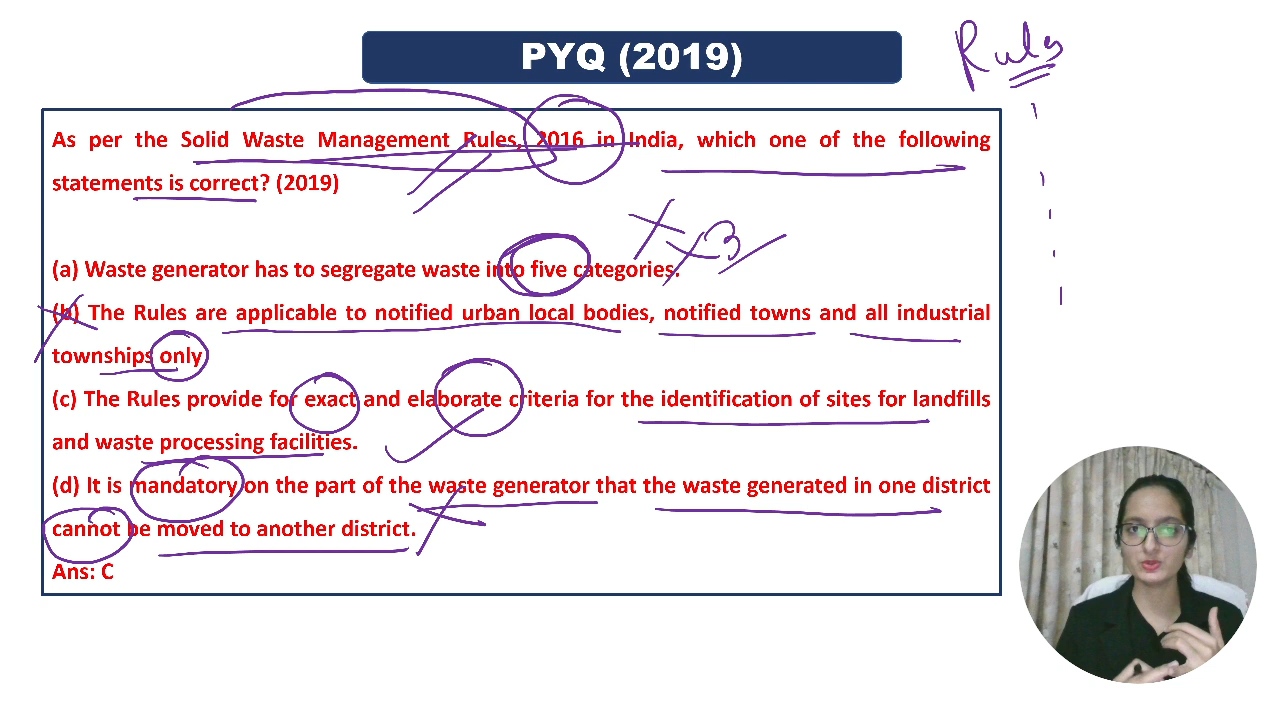 PYQ (2019)
Rules
As per the Solid Waste Management Rules, 2016 in India, which one of the following
statements is correct? (2019)
3
(a) Waste generator has to segregate waste into five categories.
(b) The Rules are applicable to notified urban local bodies, notified towns and all industrial
townships only
(c) The Rules provide for exact and elaborate criteria for the identification of sites for landfills
and waste processing facilities.
(d) It is mandatory on the part of the waste generator that the waste generated in one district
cannot be moved to another district.
Ans: C